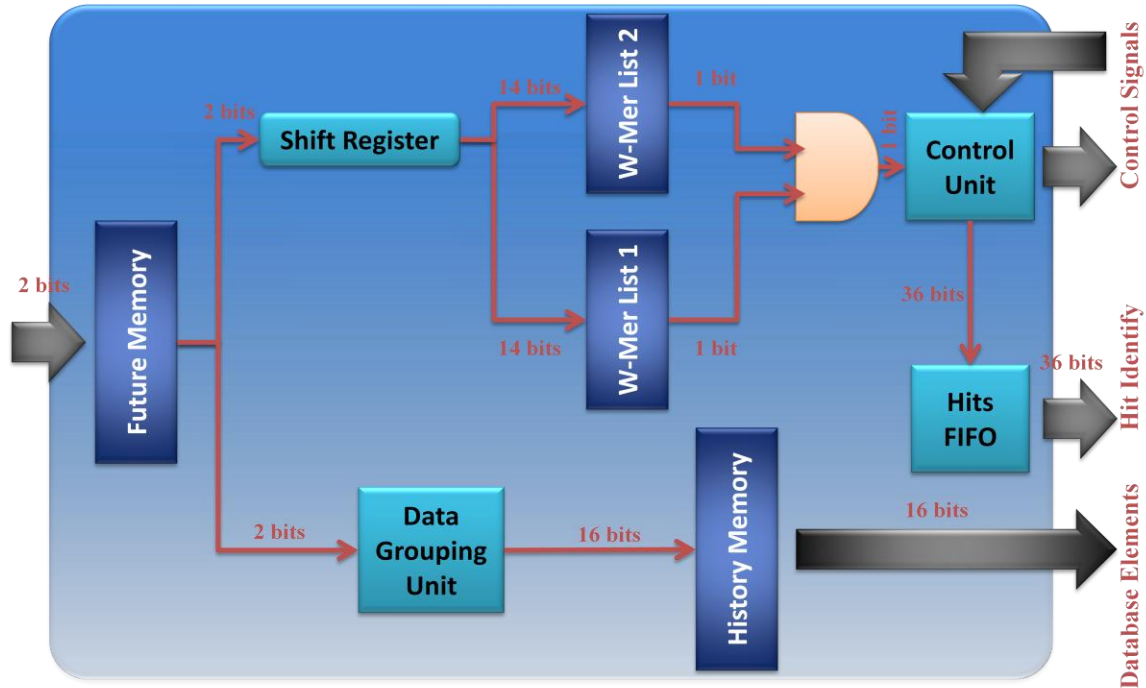 2 bits
Future Memory
2 bits
Shift Register
14 bits
W-Mer List 2
1 bit
14 bits
W-Mer List 1
1 bit
1 bit
Control
Unit
Control Signals
36 bits
Hits
FIFO
36 bits
Hit Identify
2 bits
Data
Grouping
Unit
16 bits
History Memory
16 bits
Database Elements